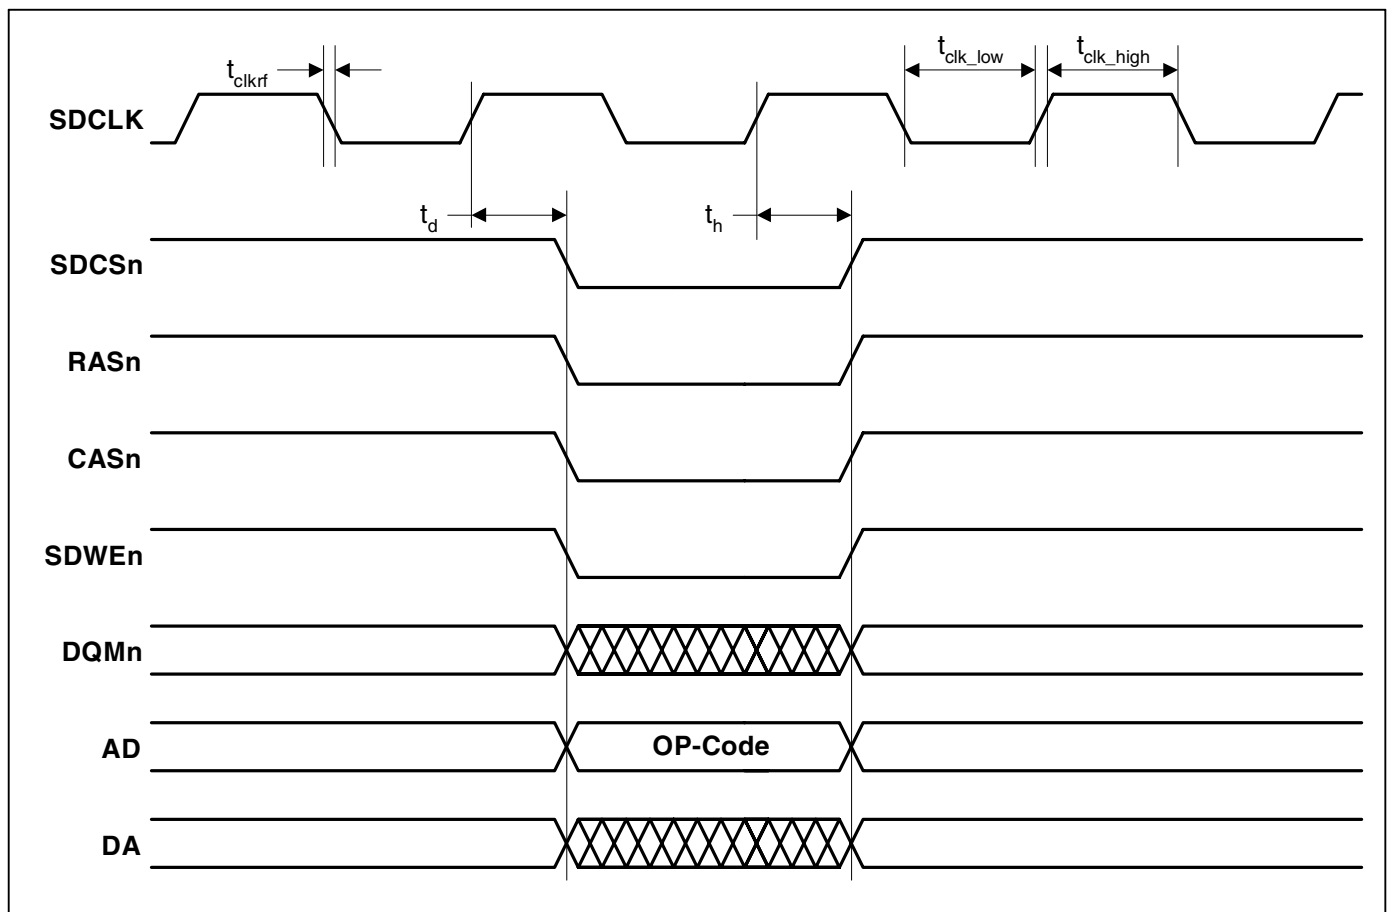 t_clkrf
t_clk_low
t_clk_high
SDCLK
t_d
t_h
SDCSn
RASn
CASn
SDWEn
DQMn
AD
OP-Code
DA